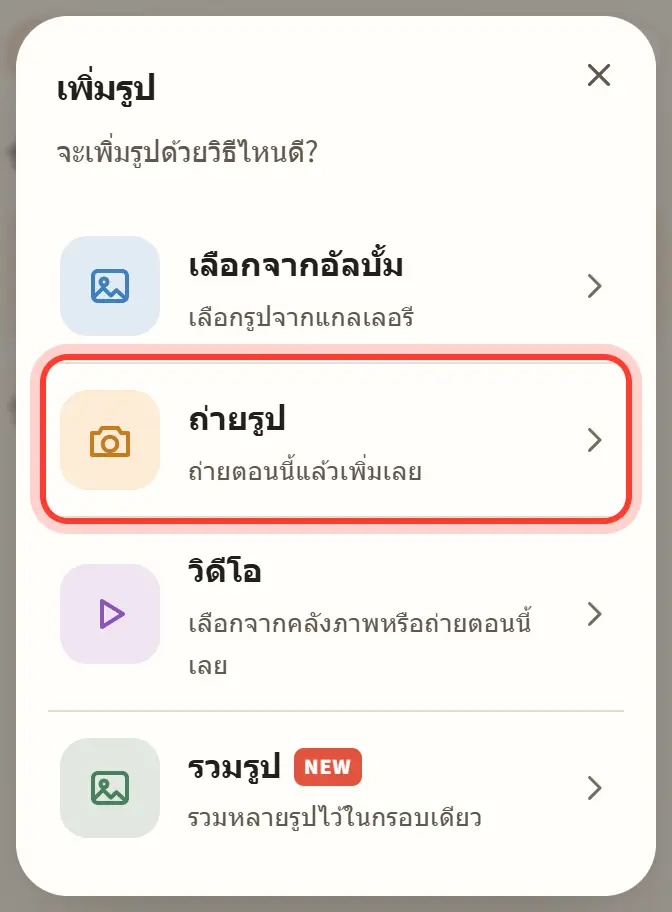 เพิ่มรูป
จะเพิ่มรูปด้วยวิธีไหนดี?
เลือกจากอัลบั้ม
เลือกรูปจากแกลเลอรี
ถ่ายรูป
ถ่ายตอนนี้แล้วเพิ่มเลย
วิดีโอ
เลือกจากคลังภาพหรือถ่ายตอนนี้
เลย
รวมรูป NEW
รวมหลายรูปไว้ในกรอบเดียว